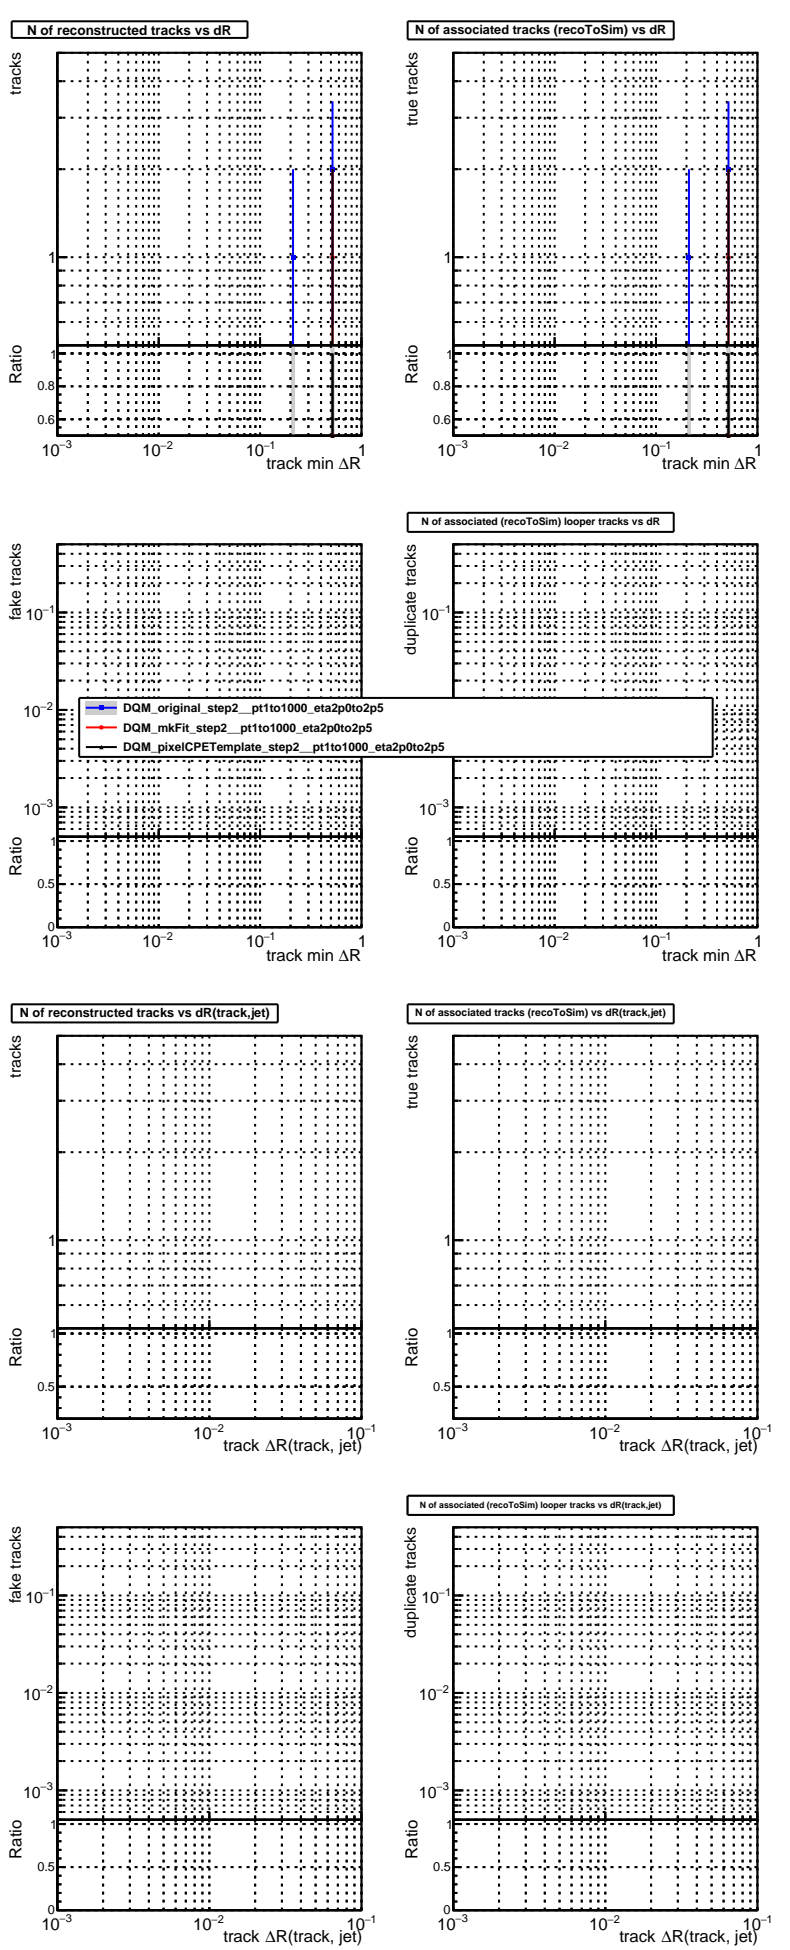 N of reconstructed tracks vs dR
tracks
1
Ratio
1
0.8
0.6
10−3 10−2 10−1 1
track min ΔR
N of associated tracks (recoToSim) vs dR
true tracks
1
Ratio
1
0.8
0.6
10−3 10−2 10−1 1
track min ΔR
fake tracks
10−1
10−2
10−3
Ratio
1
0.5
0
10−3 10−2 10−1 1
track min ΔR
N of associated (recoToSim) looper tracks vs dR
duplicate tracks
10−1
10−3
Ratio
1
0.5
0
10−3 10−2 10−1 1
track min ΔR
DQM_original_step2__pt1to1000_eta2p0to2p5
DQM_mkFit_step2__pt1to1000_eta2p0to2p5
DQM_pixelCPETemplate_step2__pt1to1000_eta2p0to2p5
N of reconstructed tracks vs dR(track,jet)
tracks
1
Ratio
1
0.5
10−3 10−2 10−1
track ΔR(track, jet)
N of associated tracks (recoToSim) vs dR(track,jet)
true tracks
1
Ratio
1
0.5
10−3 10−2 10−1
track ΔR(track, jet)
fake tracks
10−1
10−2
10−3
Ratio
1
0.5
0
10−3 10−2 10−1
track ΔR(track, jet)
N of associated (recoToSim) looper tracks vs dR(track,jet)
duplicate tracks
10−1
10−2
10−3
Ratio
1
0.5
0
10−3 10−2 10−1
track ΔR(track, jet)